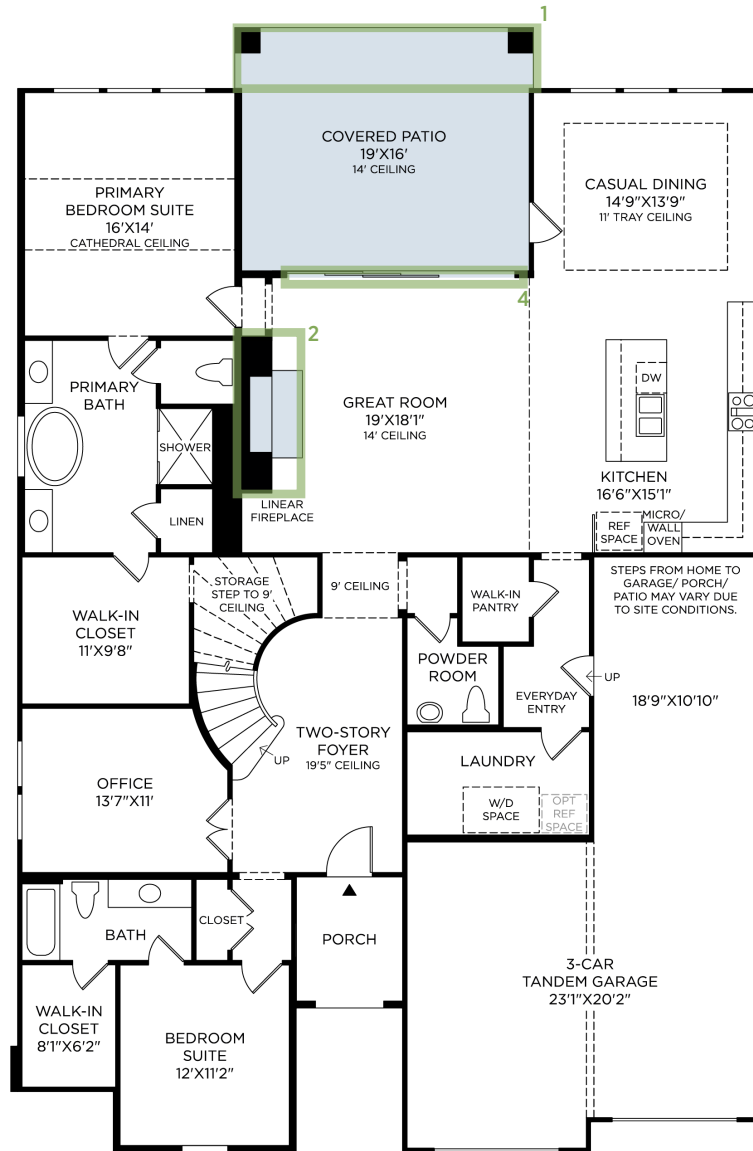 1
COVERED PATIO
19'X16'
14' CEILING
PRIMARY
BEDROOM SUITE
16'X14'
CATHEDRAL CEILING
CASUAL DINING
14'9"X13'9"
11' TRAY CEILING
4
2
PRIMARY
BATH
SHOWER
LINEN
GREAT ROOM
19'X18'1"
14' CEILING
LINEAR
FIREPLACE
DW
KITCHEN
16'6"X15'1"
REF
SPACE
MICRO/
WALL
OVEN
STORAGE
STEP TO 9'
CEILING
9' CEILING
WALK-IN
PANTRY
STEPS FROM HOME TO
GARAGE/ PORCH/
PATIO MAY VARY DUE
TO SITE CONDITIONS.
WALK-IN
CLOSET
11'X9'8"
POWDER
ROOM
EVERYDAY
ENTRY
UP
18'9"X10'10"
TWO-STORY
FOYER
19'5" CEILING
UP
OFFICE
13'7"X11'
LAUNDRY
W/D
SPACE
OPT
REF
SPACE
CLOSET
BATH
PORCH
3-CAR
TANDEM GARAGE
23'1"X20'2"
WALK-IN
CLOSET
8'1"X6'2"
BEDROOM
SUITE
12'X11'2"